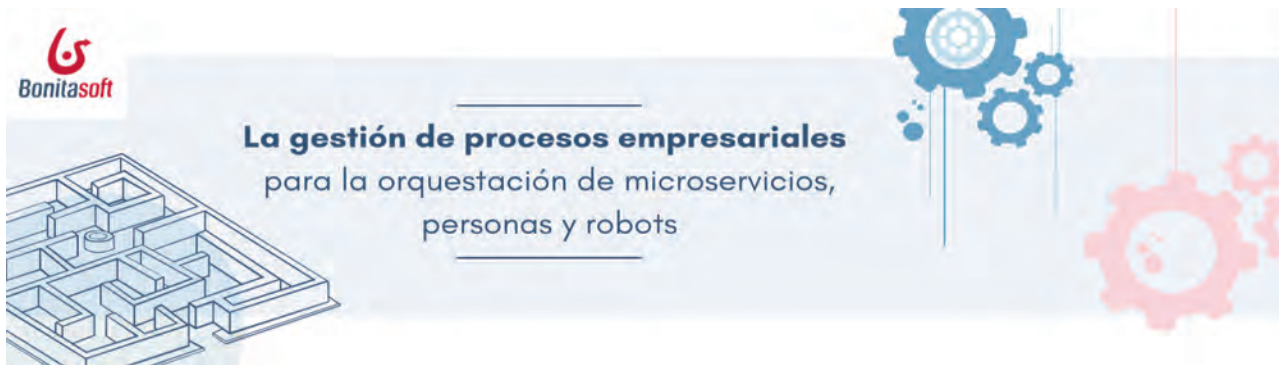 Bonitasoft
La gestión de procesos empresariales
para la orquestación de microservicios,
personas y robots